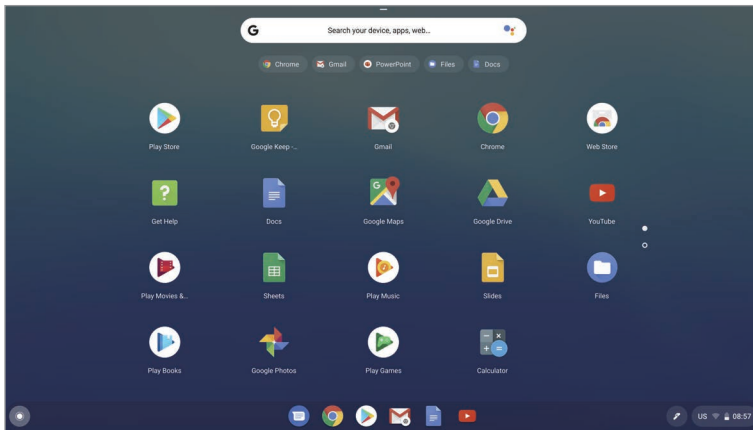 G Search your device, apps, web...
Chrome Gmail PowerPoint Files Docs
Play Store Google Keep -... Gmail Chrome Web Store
Get Help Docs Google Maps Google Drive YouTube
Play Movies &... Sheets Play Music Slides Files
Play Books Google Photos Play Games Calculator
US 08:57